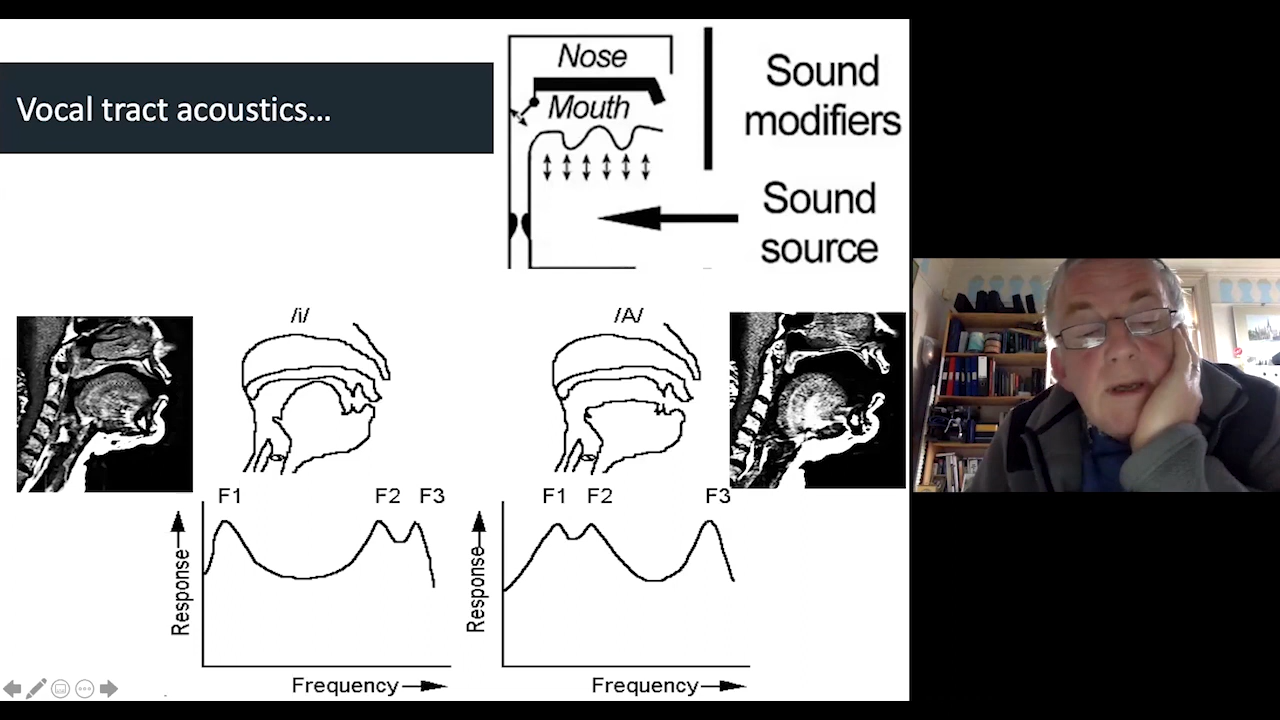 Vocal tract acoustics...
Nose
Mouth
Sound
modifiers
Sound
source
/i/
/A/
F1 F2 F3
Response
Frequency
F1 F2 F3
Response
Frequency